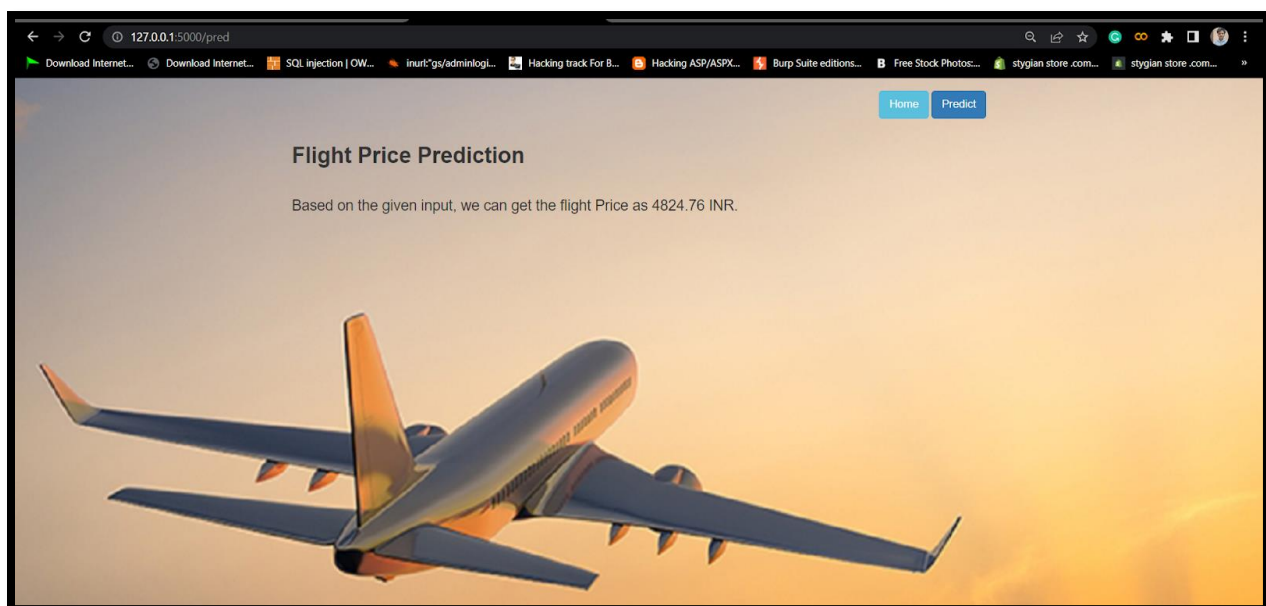 127.0.0.1:5000/pred
Download Internet... Download Internet... SQL injection | OW... inurl:"gs/adminlogi... Hacking track For B... Hacking ASP/ASPX... Burp Suite editions... Free Stock Photos:... stygian store .com... stygian store .com... »
Home Predict
Flight Price Prediction
Based on the given input, we can get the flight Price as 4824.76 INR.